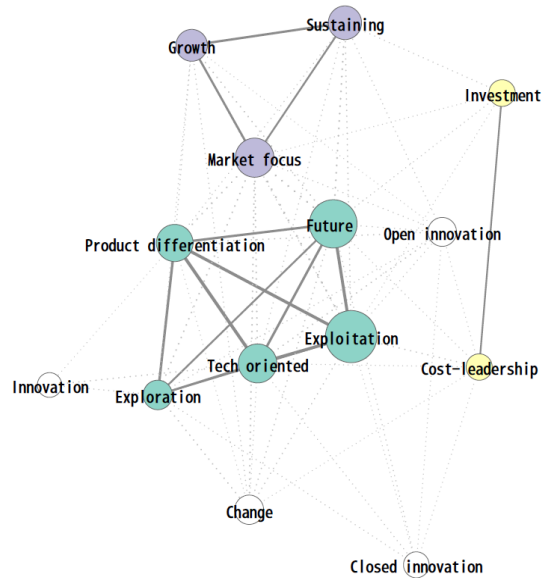 Sustaining
Growth
Investment
Market focus
Future
Open innovation
Product differentiation
Exploitation
Tech oriented
Cost-leadership
Innovation
Exploration
Change
Closed innovation